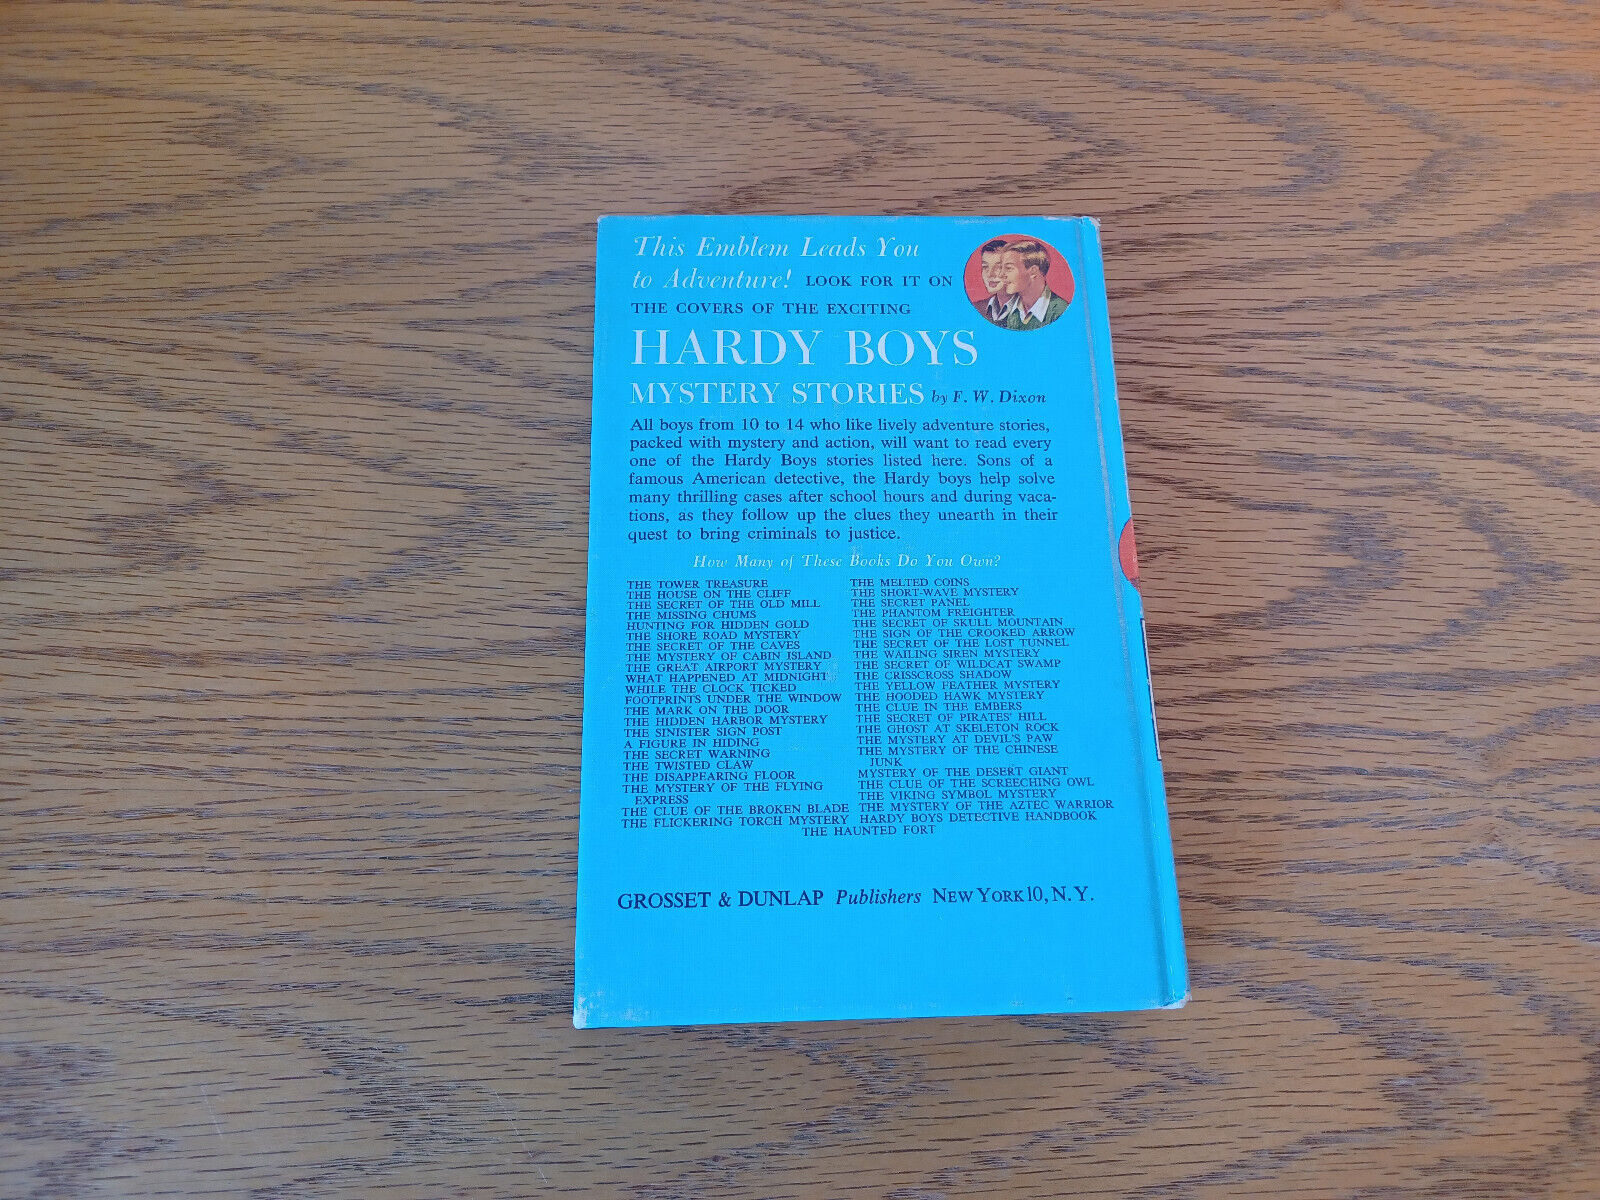 This Emblem Leads You
to Adventure! LOOK FOR IT ON
THE COVERS OF THE EXCITING
HARDY BOYS
MYSTERY STORIES by F. W. Dixon
All boys from 10 to 14 who like lively adventure stories,
packed with mystery and action, will want to read every
one of the Hardy Boys stories listed here. Sons of a
famous American detective, the Hardy boys help solve
many thrilling cases after school hours and during vaca-
tions, as they follow up the clues they unearth in their
quest to bring criminals to justice.
How Many of These Books Do You Own?
THE TOWER TREASURE
THE HOUSE ON THE CLIFF
THE SECRET OF THE OLD MILL
THE MISSING CHUMS
HUNTING FOR HIDDEN GOLD
THE SHORE ROAD MYSTERY
THE SECRET OF THE CAVES
THE MYSTERY OF CABIN ISLAND
THE GREAT AIRPORT MYSTERY
WHAT HAPPENED AT MIDNIGHT
WHILE THE CLOCK TICKED
FOOTPRINTS UNDER THE WINDOW
THE MARK ON THE DOOR
THE HIDDEN HARBOR MYSTERY
THE SINISTER SIGN POST
A FIGURE IN HIDING
THE SECRET WARNING
THE TWISTED CLAW
THE DISAPPEARING FLOOR
THE MYSTERY OF THE FLYING
EXPRESS
THE CLUE OF THE BROKEN BLADE
THE FLICKERING TORCH MYSTERY
THE MELTED COINS
THE SHORT-WAVE MYSTERY
THE SECRET PANEL
THE PHANTOM FREIGHTER
THE SECRET OF SKULL MOUNTAIN
THE SIGN OF THE CROOKED ARROW
THE SECRET OF THE LOST TUNNEL
THE WAILING SIREN MYSTERY
THE SECRET OF WILDCAT SWAMP
THE CRISSCROSS SHADOW
THE YELLOW FEATHER MYSTERY
THE HOODED HAWK MYSTERY
THE CLUE IN THE EMBERS
THE SECRET OF PIRATES' HILL
THE GHOST AT SKELETON ROCK
THE MYSTERY AT DEVIL'S PAW
THE MYSTERY OF THE CHINESE
JUNK
MYSTERY OF THE DESERT GIANT
THE CLUE OF THE SCREECHING OWL
THE VIKING SYMBOL MYSTERY
THE MYSTERY OF THE AZTEC WARRIOR
HARDY BOYS DETECTIVE HANDBOOK
THE HAUNTED FORT
GROSSET & DUNLAP Publishers NEW YORK 10, N. Y.